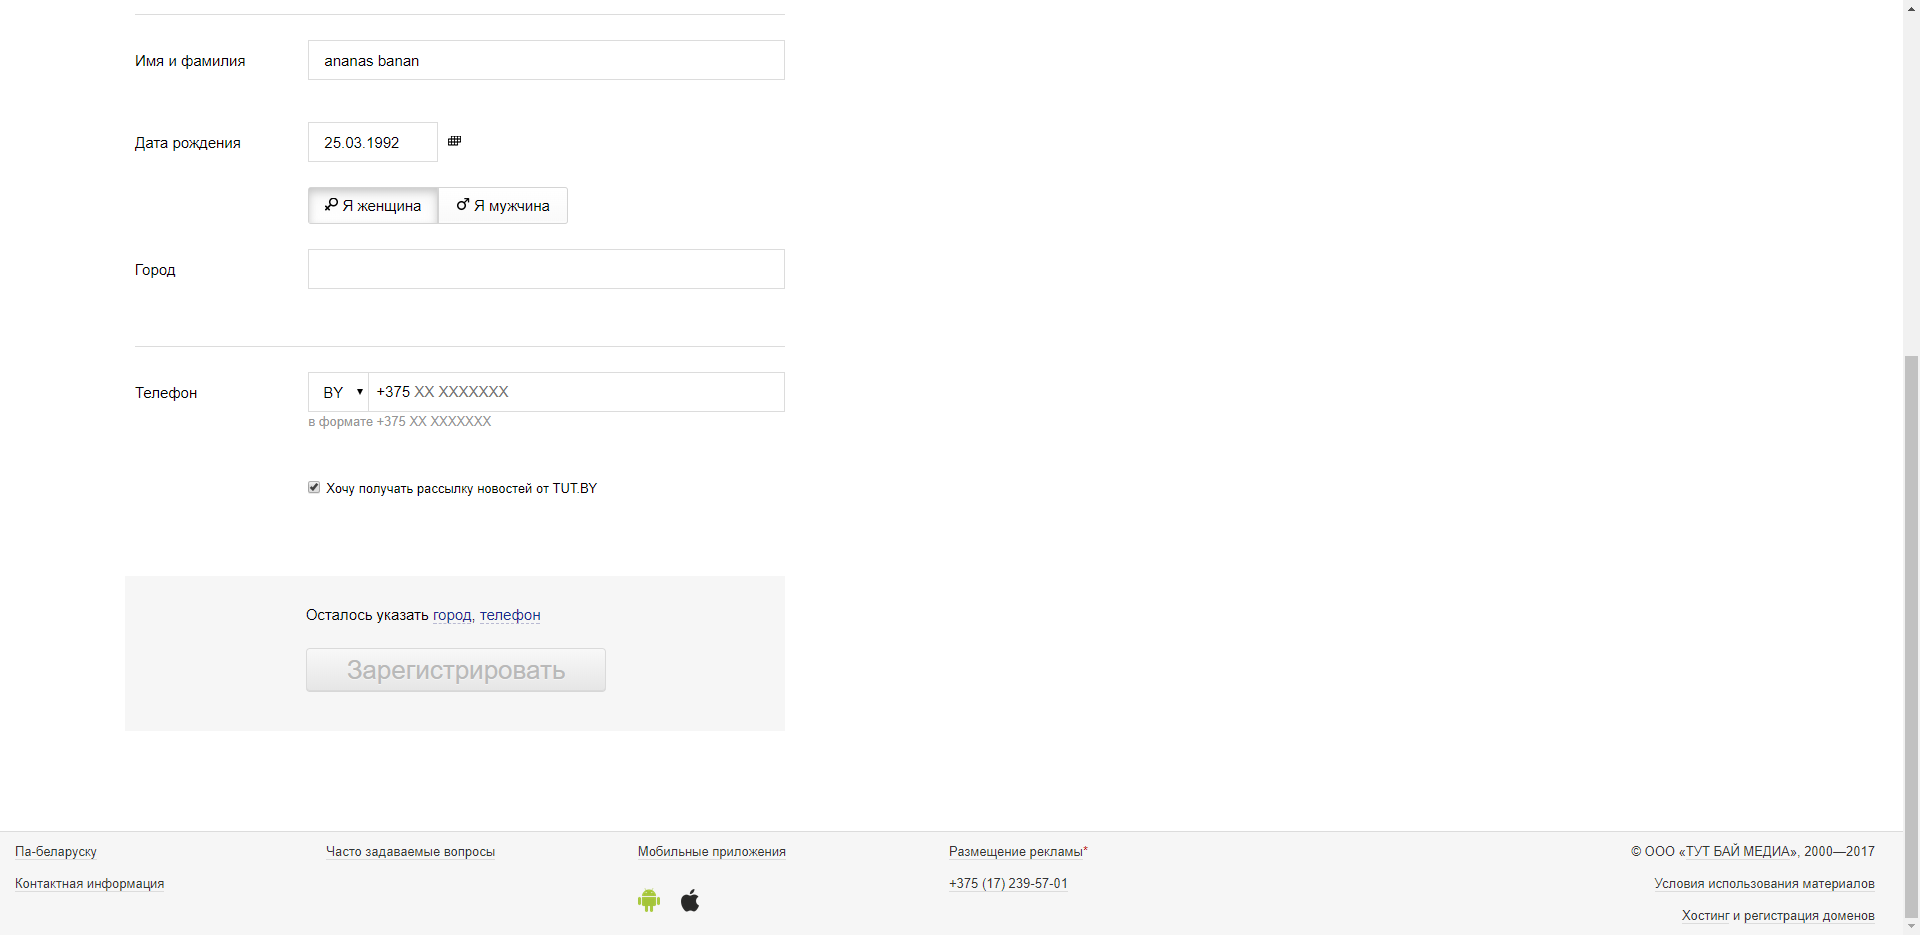 Имя и фамилия
ananas banan
Дата рождения
25.03.1992
Я женщина
Я мужчина
Город
Телефон
BY
+375 XX XXXXXXX
в формате +375 XX XXXXXXX
Хочу получать рассылку новостей от TUT.BY
Осталось указать город, телефон
Зарегистрировать
Па-беларуску
Часто задаваемые вопросы
Мобильные приложения
Размещение рекламы*
© ООО «ТУТ БАЙ МЕДИА», 2000—2017
Контактная информация
+375 (17) 239-57-01
Условия использования материалов
Хостинг и регистрация доменов